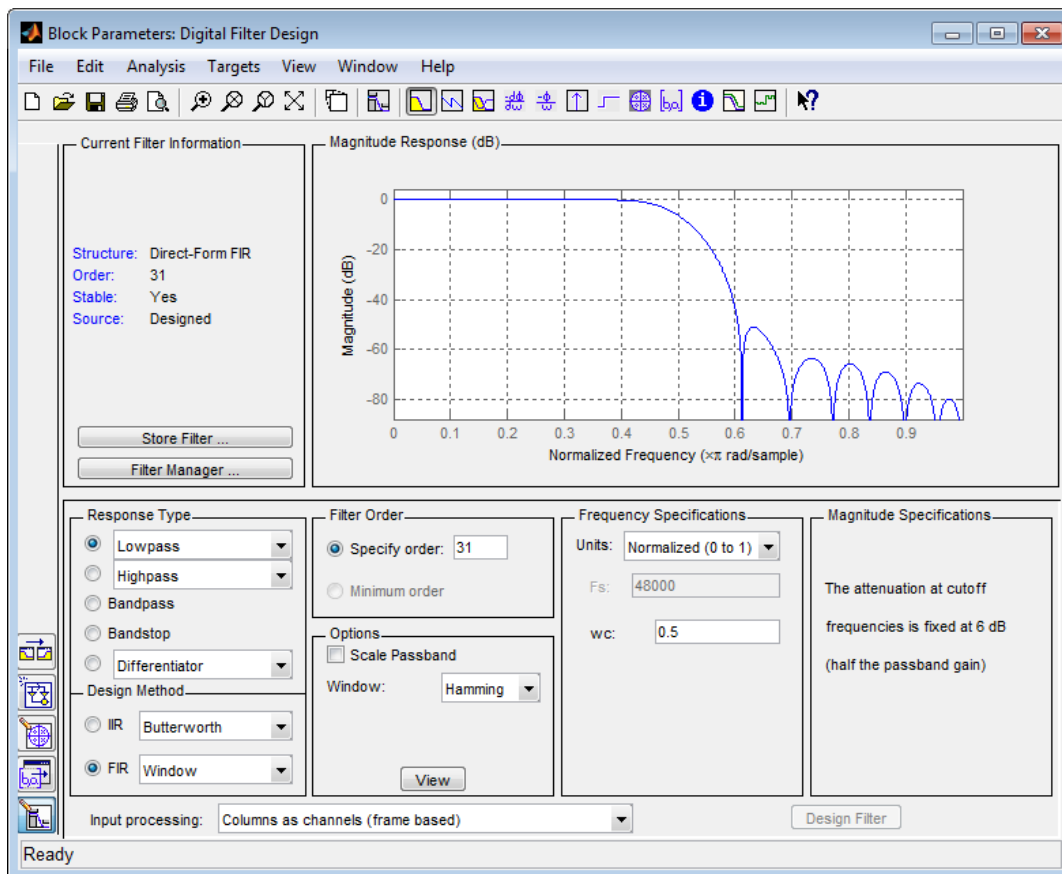 Block Parameters: Digital Filter Design
File Edit Analysis Targets View Window Help
Current Filter Information
Structure: Direct-Form FIR
Order: 31
Stable: Yes
Source: Designed
Store Filter ...
Filter Manager ...
Magnitude Response (dB)
Magnitude (dB)
0
-20
-40
-60
-80
0 0.1 0.2 0.3 0.4 0.5 0.6 0.7 0.8 0.9
Normalized Frequency (×π rad/sample)
Response Type
Lowpass
Highpass
Bandpass
Bandstop
Differentiator
Design Method
IIR Butterworth
FIR Window
Filter Order
Specify order: 31
Minimum order
Options
Scale Passband
Window: Hamming
View
Frequency Specifications
Units: Normalized (0 to 1)
Fs: 48000
wc: 0.5
Magnitude Specifications
The attenuation at cutoff
frequencies is fixed at 6 dB
(half the passband gain)
Input processing: Columns as channels (frame based)
Design Filter
Ready